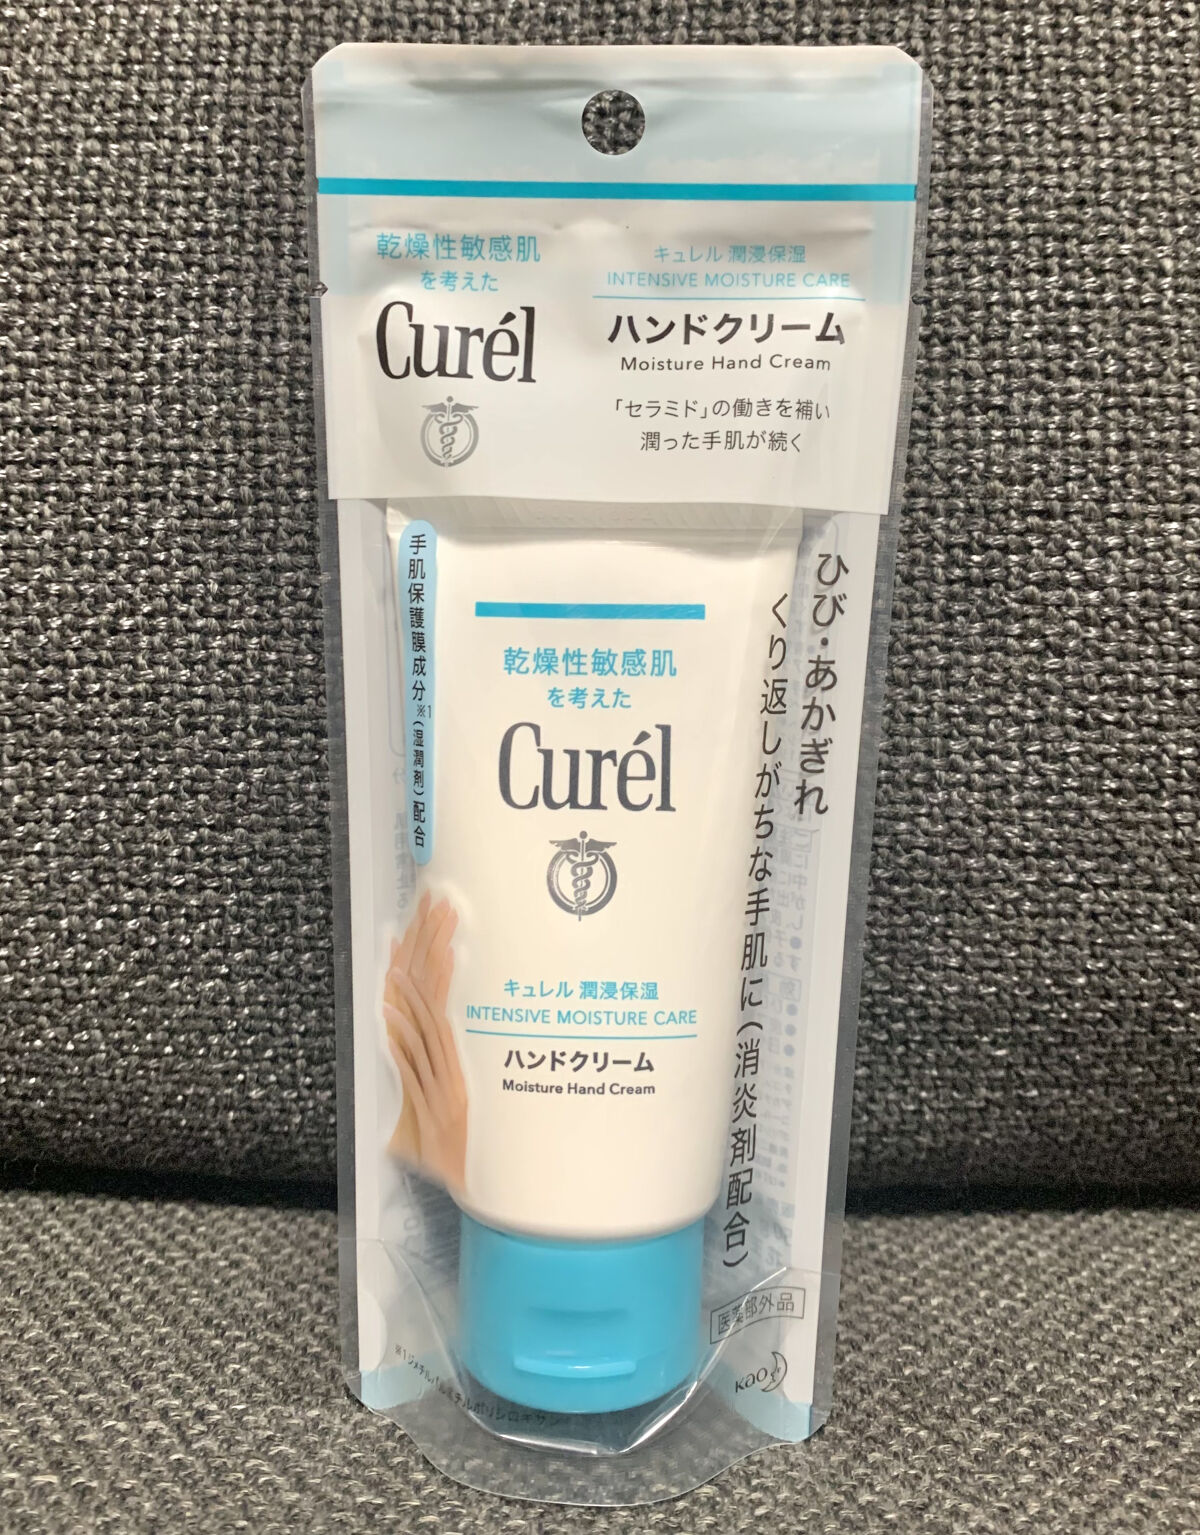 乾燥性敏感肌
を考えた
Curél
キュレル 潤浸保湿
INTENSIVE MOISTURE CARE
ハンドクリーム
Moisture Hand Cream
「セラミド」の働きを補い
潤った手肌が続く
手肌保護膜成分※1(湿潤剤)配合
ひび・あかぎれ
くり返しがちな手肌に(消炎剤配合)
乾燥性敏感肌
を考えた
Curél
キュレル 潤浸保湿
INTENSIVE MOISTURE CARE
ハンドクリーム
Moisture Hand Cream
医薬部外品
Kao